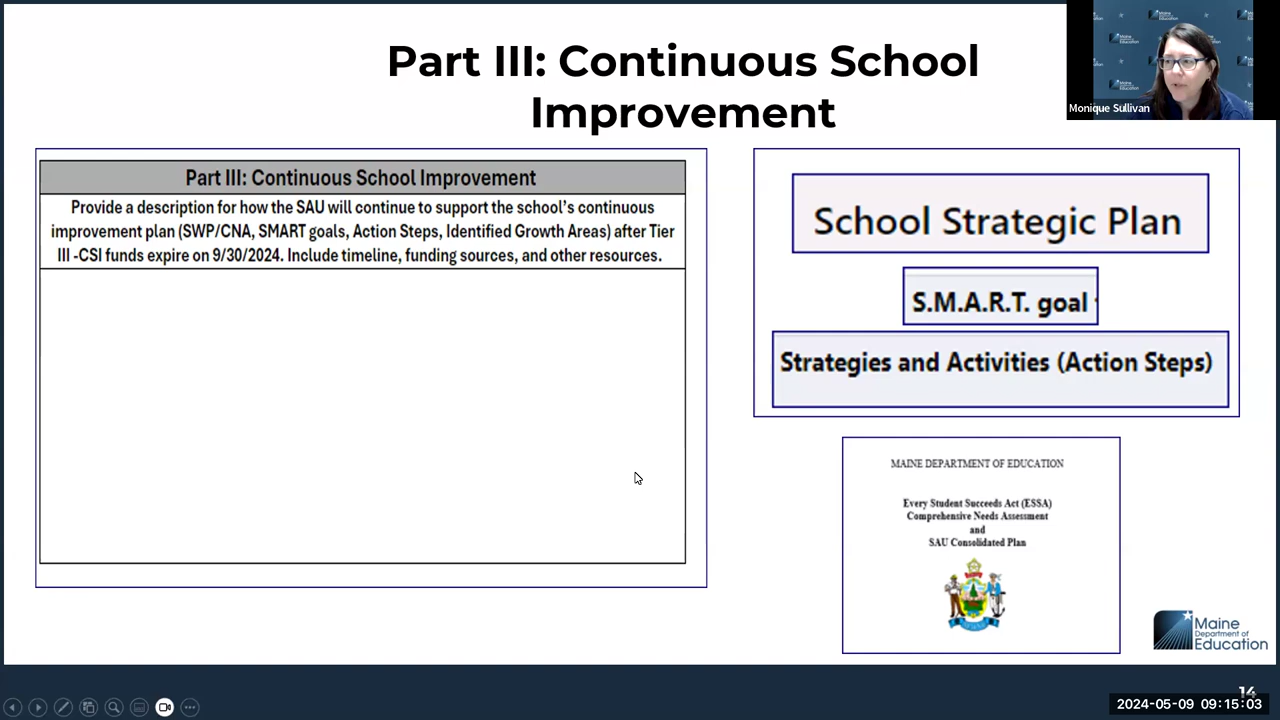 Part III: Continuous School
Improvement
Maine
Department of
Education
Monique Sullivan
Part III: Continuous School Improvement
Provide a description for how the SAU will continue to support the school's continuous
improvement plan (SWP/CNA, SMART goals, Action Steps, Identified Growth Areas) after Tier
III -CSI funds expire on 9/30/2024. Include timeline, funding sources, and other resources.
School Strategic Plan
S.M.A.R.T. goal
Strategies and Activities (Action Steps)
MAINE DEPARTMENT OF EDUCATION
Every Student Succeeds Act (ESSA)
Comprehensive Needs Assessment
and
SAU Consolidated Plan
Maine
Department of
Education
14
2024-05-09 09:15:03